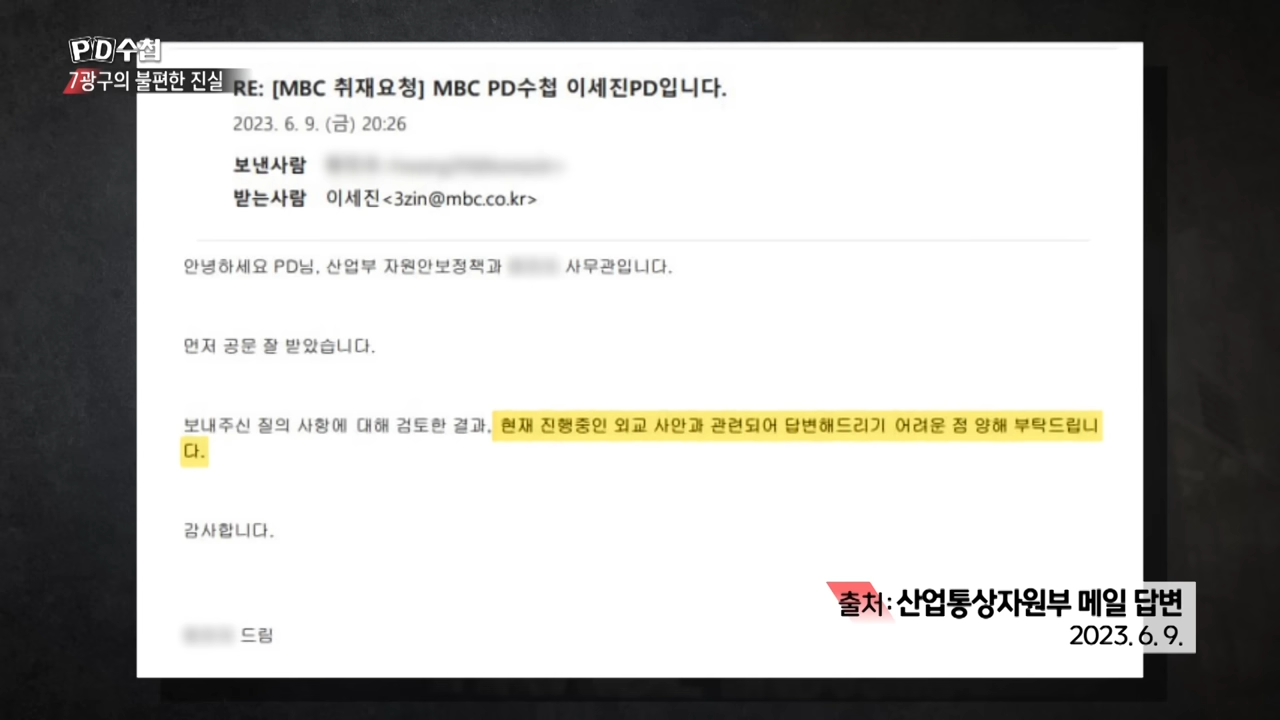 PD수첩
7광구의 불편한 진실
RE: [MBC 취재요청] MBC PD수첩 이세진PD입니다.
2023. 6. 9. (금) 20:26
보낸사람
받는사람 이세진<3zin@mbc.co.kr>
안녕하세요 PD님, 산업부 자원안보정책과 사무관입니다.
먼저 공문 잘 받았습니다.
보내주신 질의 사항에 대해 검토한 결과, 현재 진행중인 외교 사안과 관련되어 답변해드리기 어려운 점 양해 부탁드립니
다.
감사합니다.
드림
출처: 산업통상자원부 메일 답변
2023. 6. 9.